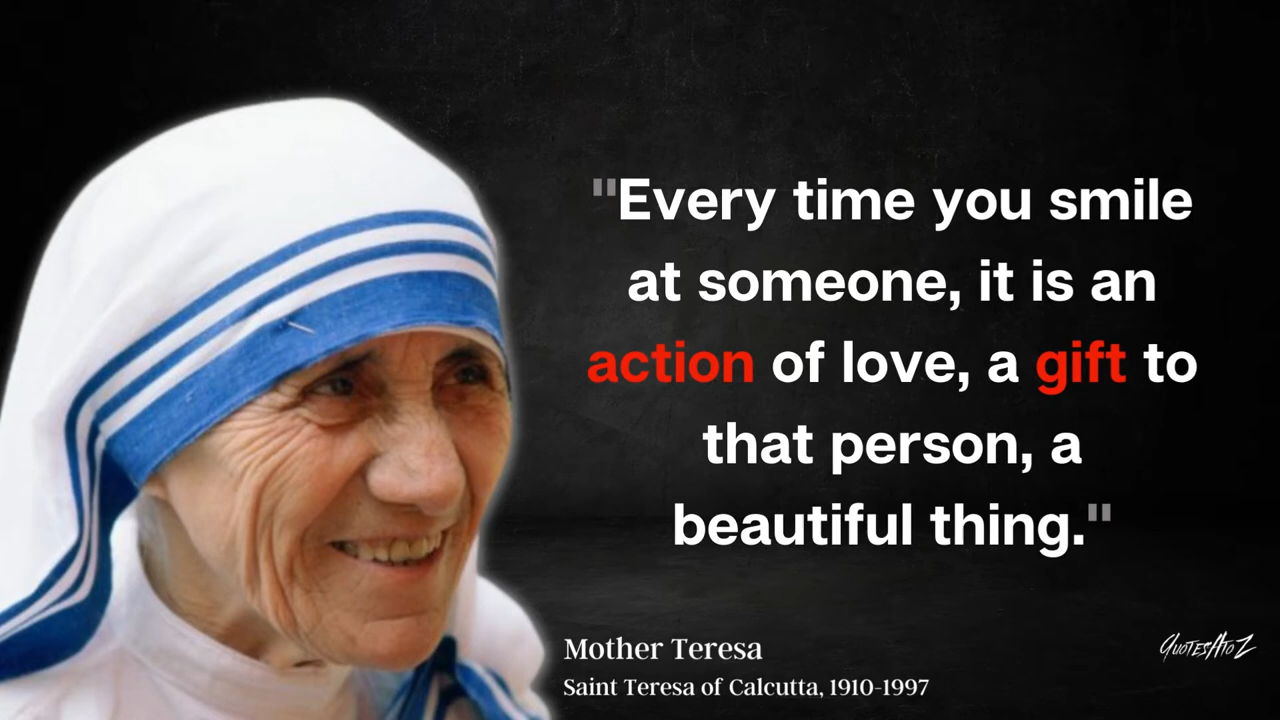 "Every time you smile
at someone, it is an
action of love, a gift to
that person, a
beautiful thing."
Mother Teresa
Saint Teresa of Calcutta, 1910-1997
QUOTESATOZ